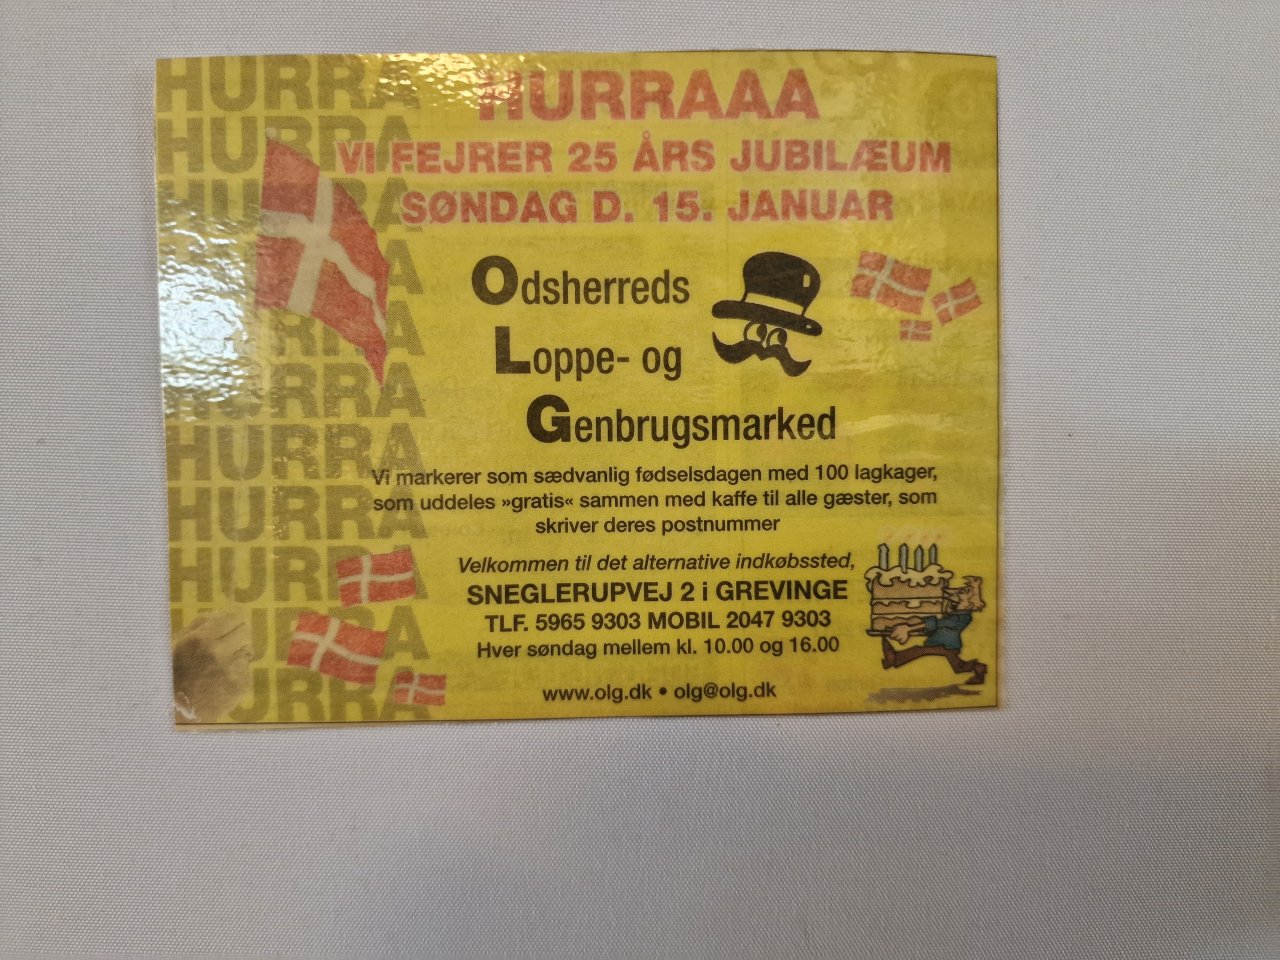 HURRA
HURRA
HURRA
HURRA
HURRA
HURRA
HURRA
HURRA
HURRA
HURRA
HURRA
HURRAAA
VI FEJRER 25 ÅRS JUBILÆUM
SØNDAG D. 15. JANUAR
Odsherreds
Loppe- og
Genbrugsmarked
Vi markerer som sædvanlig fødselsdagen med 100 lagkager,
som uddeles »gratis« sammen med kaffe til alle gæster, som
skriver deres postnummer
Velkommen til det alternative indkøbssted,
SNEGLERUPVEJ 2 i GREVINGE
TLF. 5965 9303 MOBIL 2047 9303
Hver søndag mellem kl. 10.00 og 16.00
www.olg.dk • olg@olg.dk